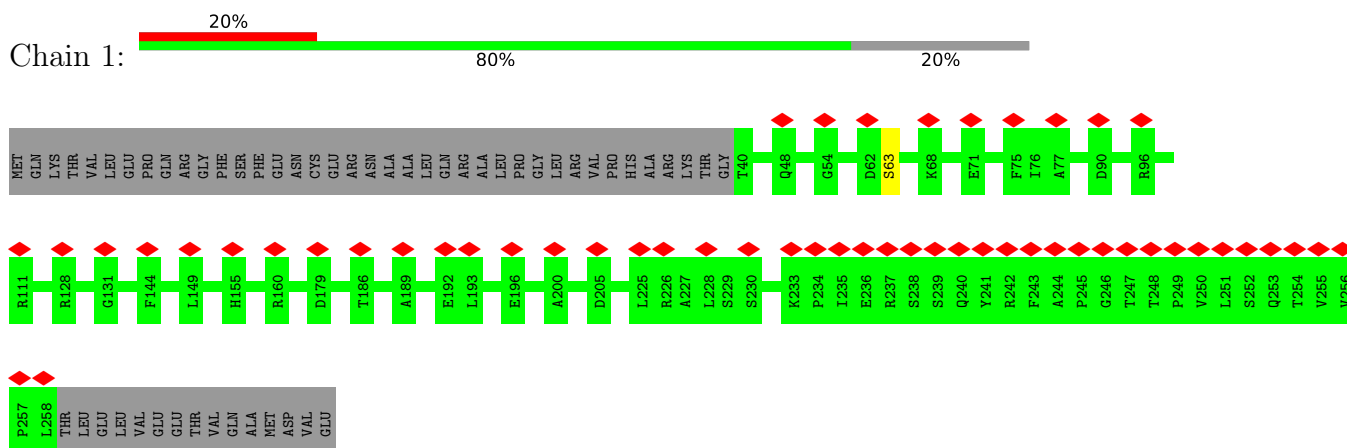 20%
Chain 1:
80%
20%
MET GLN LYS THR VAL LEU GLU PRO GLN ARG GLY PHE SER PHE GLU ASN CYS GLU ARG ASN ALA ALA LEU GLN ARG ALA LEU PRO GLY LEU ARG VAL PRO HIS ALA ARG LYS THR GLY T40 Q48 G54 D62 S63 K68 E71 F75 I76 A77 D90 R96
R111 R128 G131 F144 L149 H155 R160 D179 T186 A189 E192 L193 E196 A200 D205 L225 R226 A227 L228 S229 S230 K233 P234 I235 E236 R237 S238 S239 Q240 Y241 R242 F243 A244 P245 G246 T247 T248 P249 V250 L251 S252 Q253 T254 V255 V256
P257 L258 THR LEU GLU LEU VAL GLU GLU THR VAL GLN ALA MET ASP VAL GLU